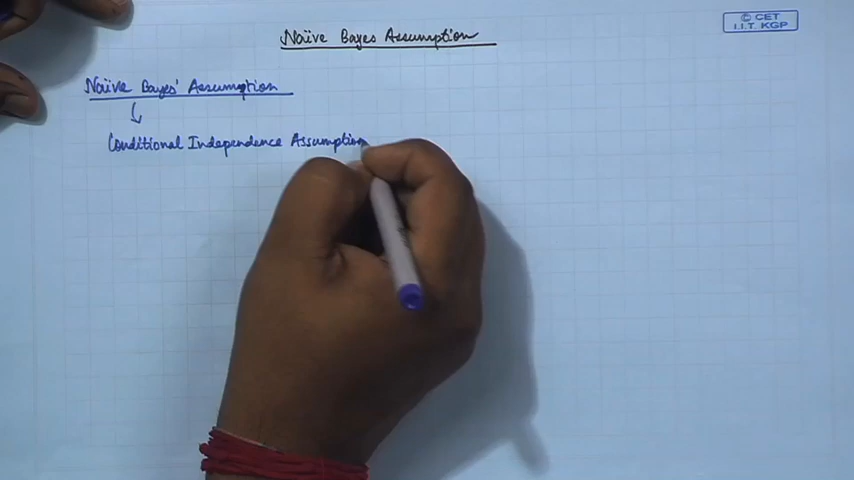 Naïve Bayes Assumption
© CET
I.I.T. KGP
Naïve Bayes' Assumption
Conditional Independence Assumption